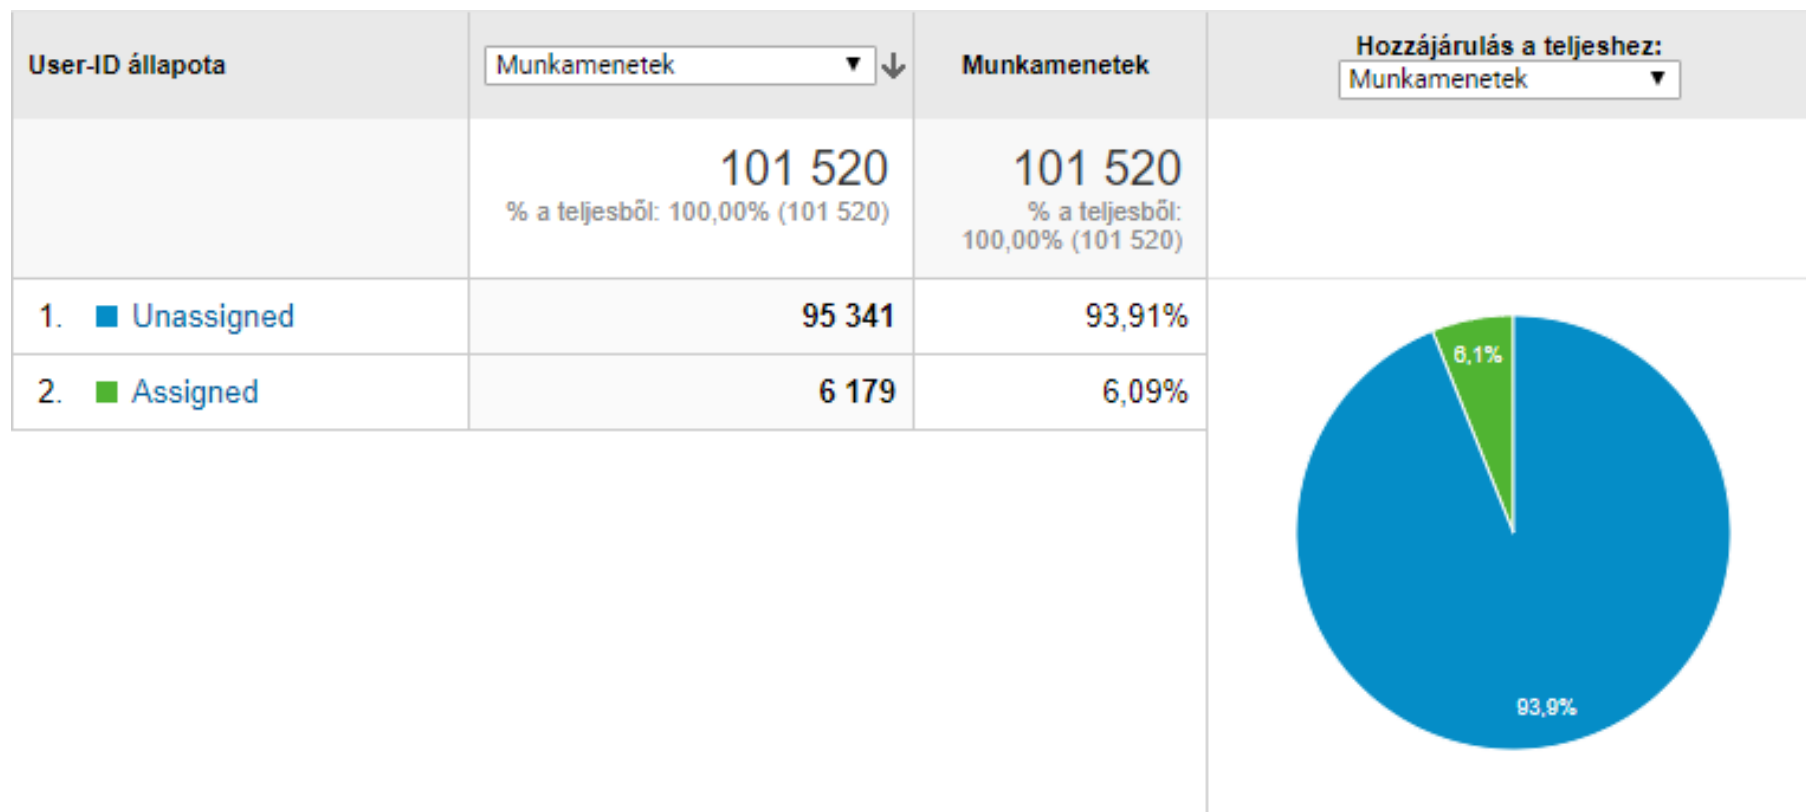 User-ID állapota
Munkamenetek
Munkamenetek
Hozzájárulás a teljeshez:
Munkamenetek
101 520
% a teljesből: 100,00% (101 520)
101 520
% a teljesből:
100,00% (101 520)
1. Unassigned 95 341 93,91%
2. Assigned 6 179 6,09%
6,1%
93,9%